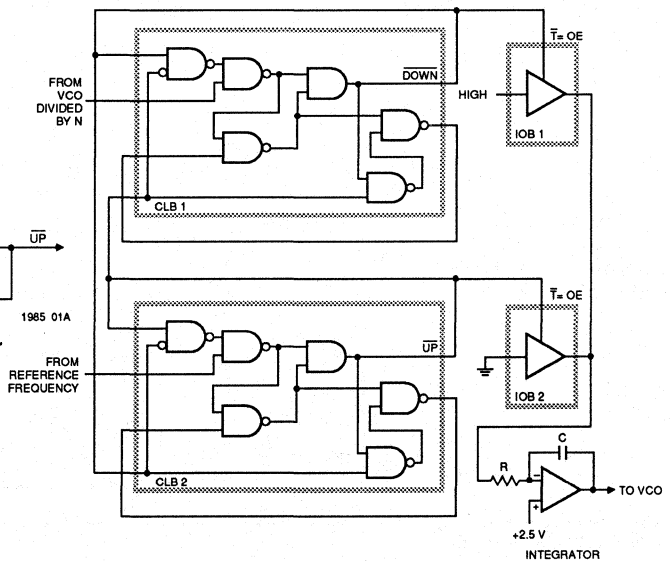 FROM
VCO
DIVIDED
BY N
DOWN
CLB 1
T= OE
HIGH
IOB 1
UP
1985 01A
FROM
REFERENCE
FREQUENCY
UP
CLB 2
T= OE
IOB 2
R
C
−
+
TO VCO
+2.5 V
INTEGRATOR